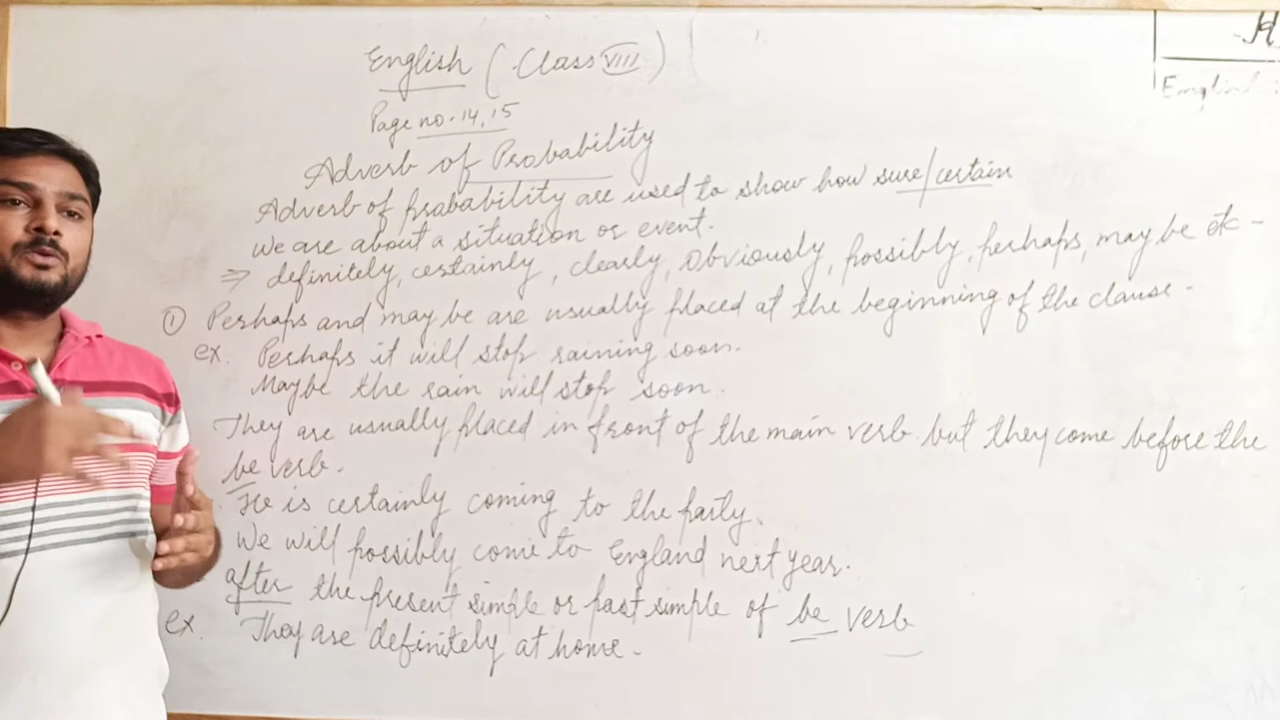 English (Class VIII)
Page no. 14, 15
Adverb of Probability
Adverb of probability are used to show how sure/certain
we are about a situation or event.
⇒ definitely, certainly, clearly, obviously, possibly, perhaps, may be etc -
① Perhaps and may be are usually placed at the beginning of the clause.
ex. Perhaps it will stop raining soon.
Maybe the rain will stop soon.
They are usually placed in front of the main verb but they come before the
be verb.
He is certainly coming to the party.
We will possibly come to England next year.
after the present simple or past simple of be verb
ex. They are definitely at home.
English